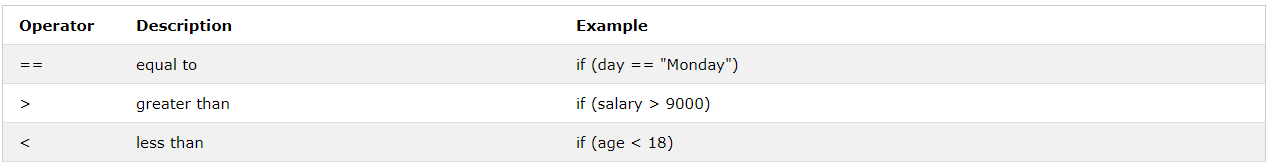 Operator Description Example
== equal to if (day == "Monday")
> greater than if (salary > 9000)
< less than if (age < 18)